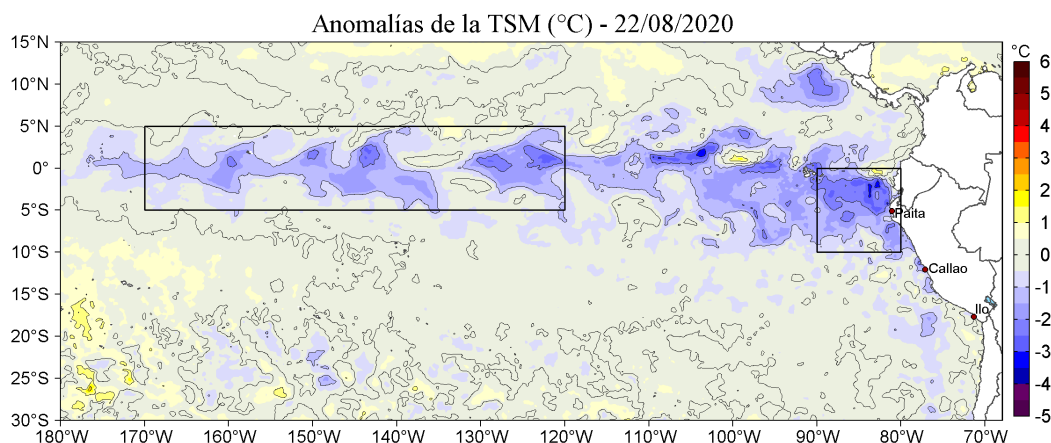 Anomalías de la TSM (°C) - 22/08/2020
15°N
10°N
5°N
0°
5°S
10°S
15°S
20°S
25°S
30°S
180°W
170°W
160°W
150°W
140°W
130°W
120°W
110°W
100°W
90°W
80°W
70°W
Paita
Callao
Ilo
°C
6
5
4
3
2
1
0
-1
-2
-3
-4
-5